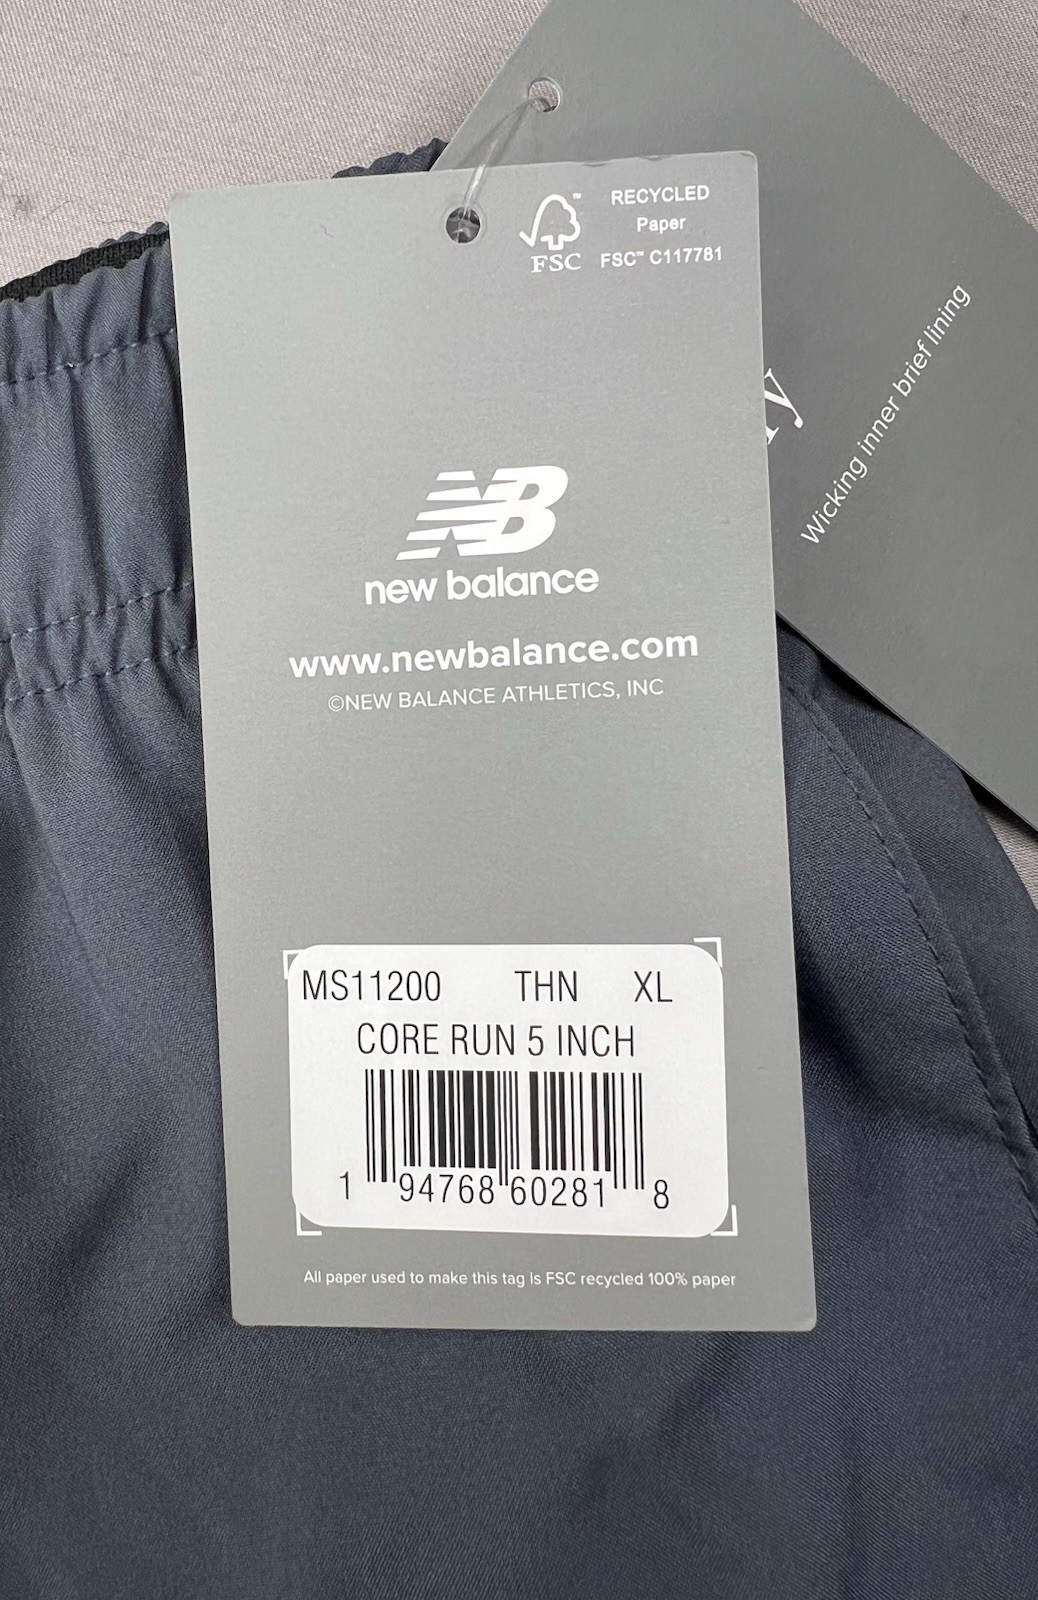 RECYCLED
Paper
FSC™ C117781
FSC
NB
new balance
www.newbalance.com
©NEW BALANCE ATHLETICS, INC
MS11200 THN XL
CORE RUN 5 INCH
1 94768 60281 8
All paper used to make this tag is FSC recycled 100% paper
Wicking inner brief lining